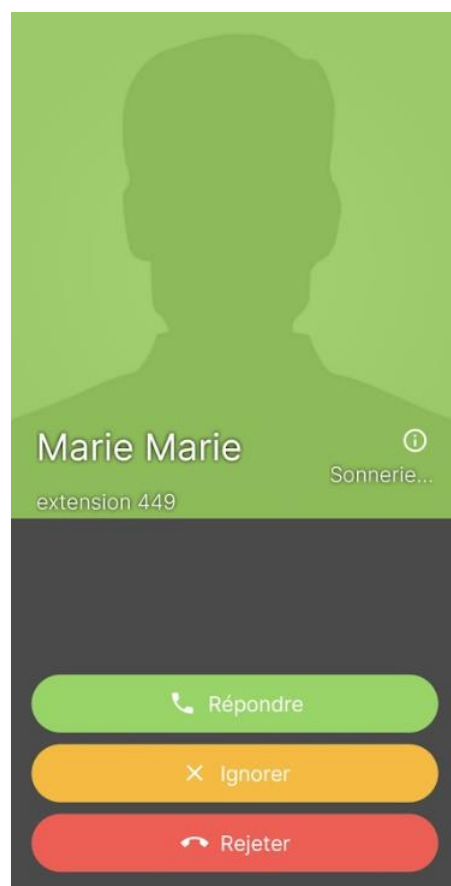 Marie Marie
Sonnerie...
extension 449
Répondre
Ignorer
Rejeter